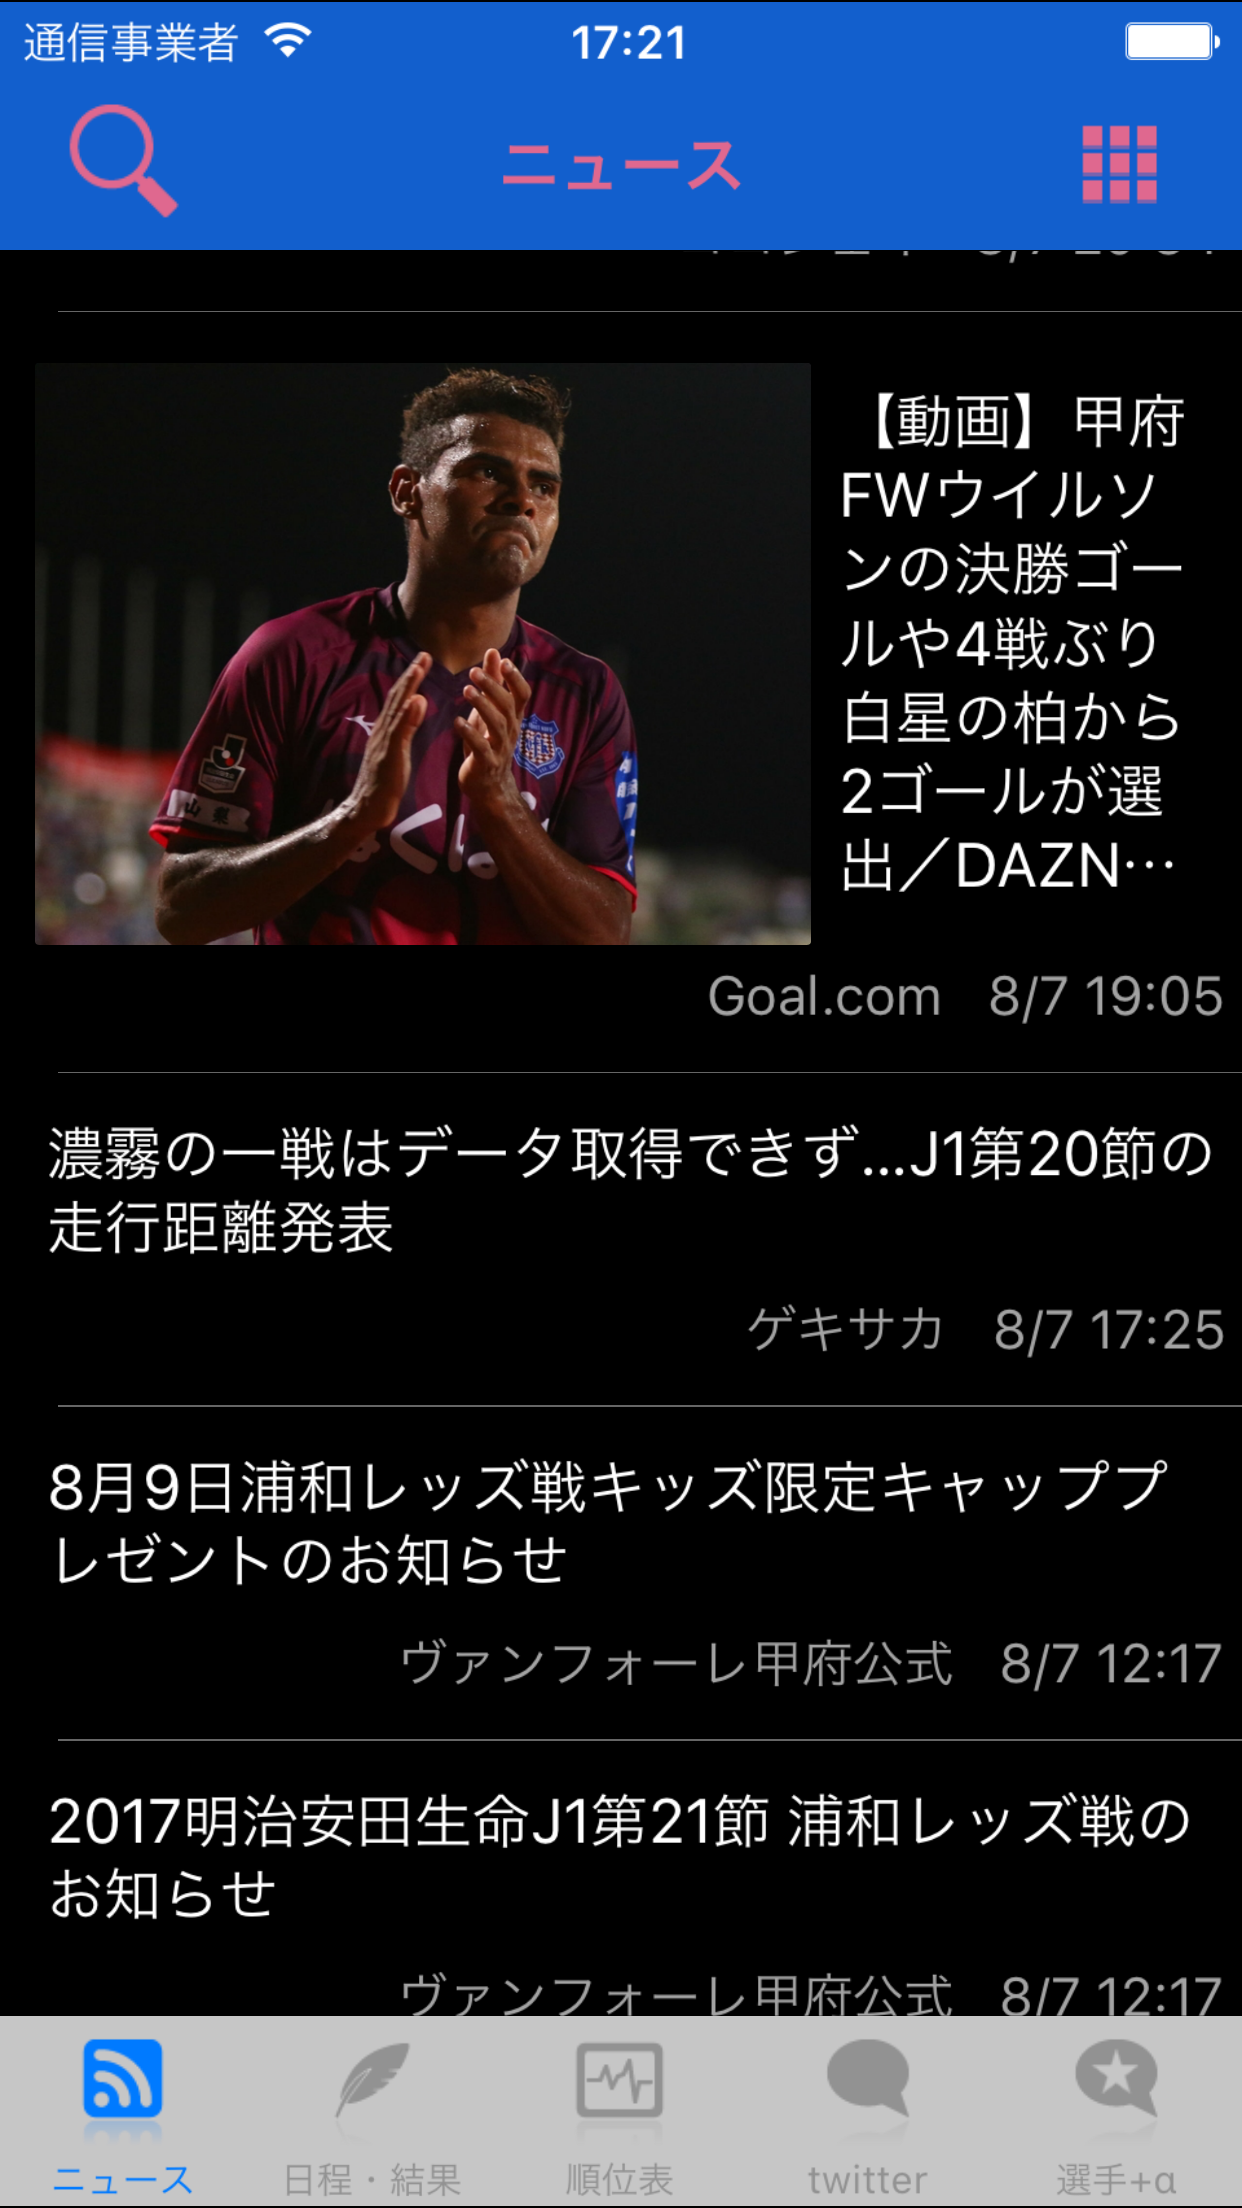 通信事業者 17:21
ニュース
【動画】甲府
FWウイルソ
ンの決勝ゴー
ルや4戦ぶり
白星の柏から
2ゴールが選
出／DAZN…
山梨
はくば
Goal.com 8/7 19:05
濃霧の一戦はデータ取得できず...J1第20節の
走行距離発表
ゲキサカ 8/7 17:25
8月9日浦和レッズ戦キッズ限定キャッププ
レゼントのお知らせ
ヴァンフォーレ甲府公式 8/7 12:17
2017明治安田生命J1第21節 浦和レッズ戦の
お知らせ
ヴァンフォーレ甲府公式 8/7 12:17
ニュース 日程・結果 順位表 twitter 選手+α